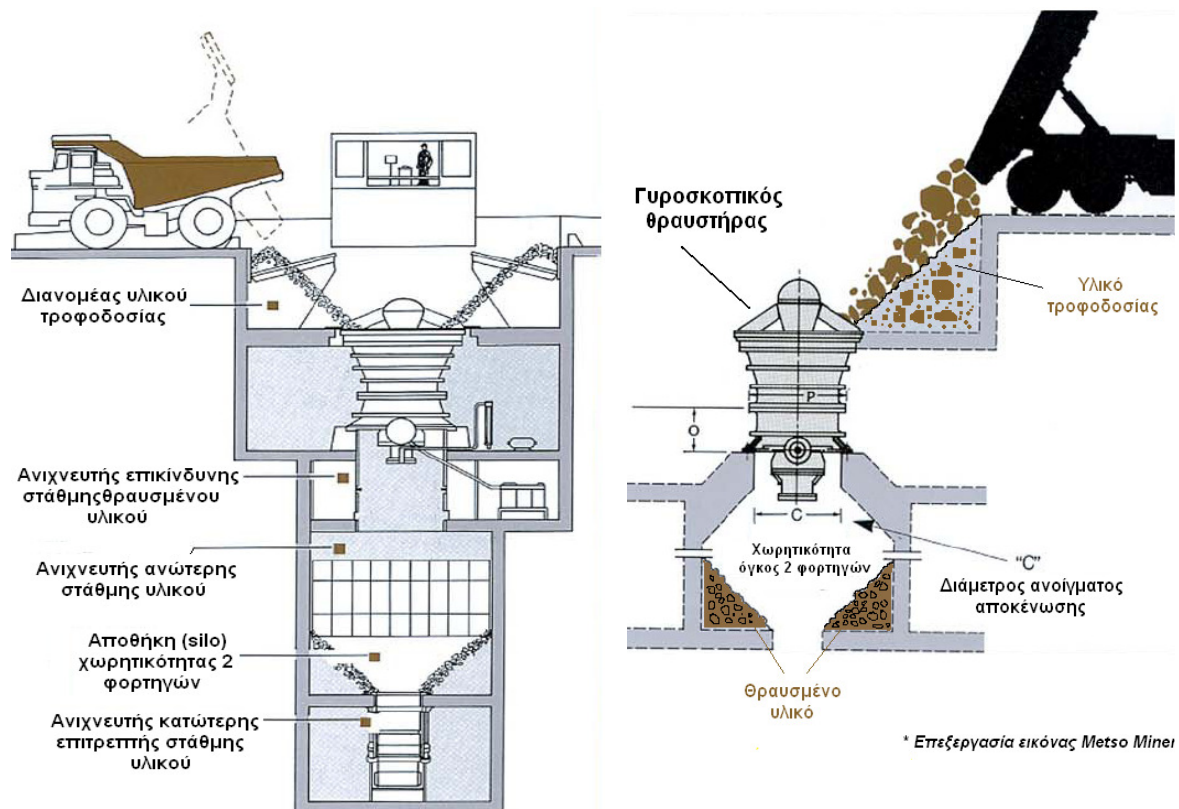 Διανομέας υλικού
τροφοδοσίας
Ανιχνευτής επικίνδυνης
στάθμηςθραυσμένου
υλικού
Ανιχνευτής ανώτερης
στάθμης υλικού
Αποθήκη (silo)
χωρητικότητας 2
φορτηγών
Ανιχνευτής κατώτερης
επιτρεπτής στάθμης
υλικού
Γυροσκοπικός
θραυστήρας
Υλικό
τροφοδοσίας
P
O
C
Χωρητικότητα
όγκος 2 φορτηγών
"C"
Διάμετρος ανοίγματος
αποκένωσης
Θραυσμένο
υλικό
* Επεξεργασία εικόνας Metso Miner